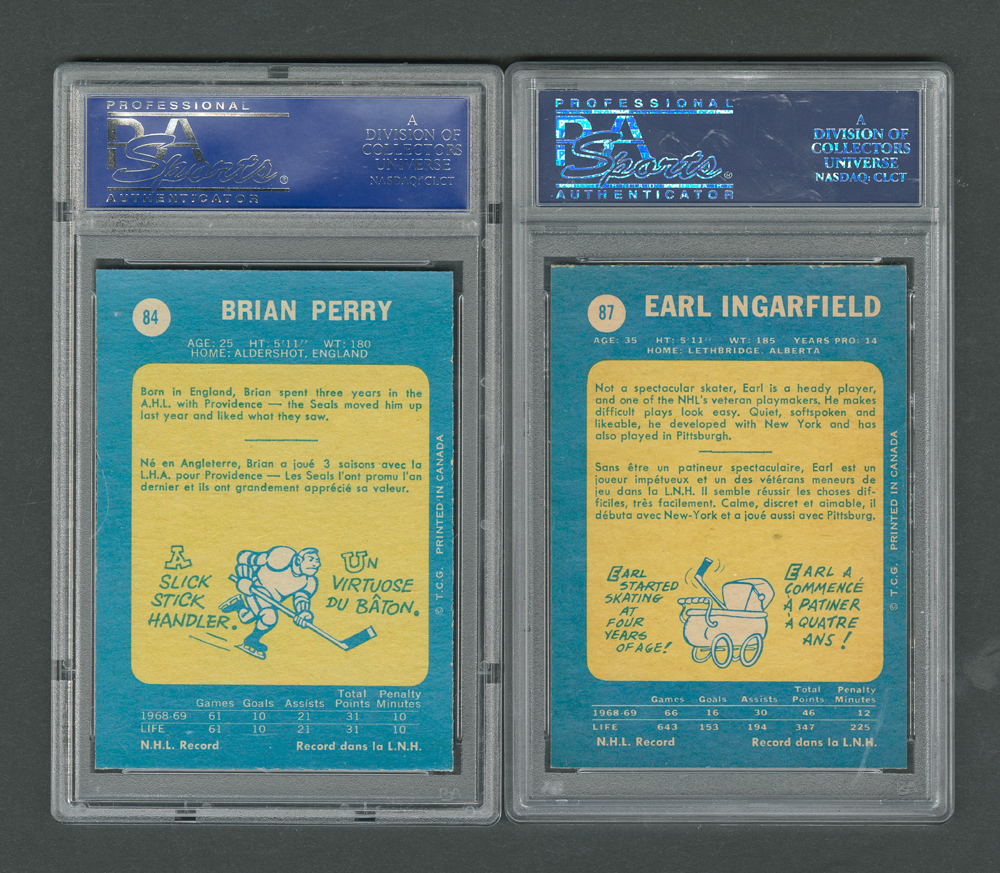 PROFESSIONAL
PSA
Sports®
AUTHENTICATOR
A
DIVISION OF
COLLECTORS
UNIVERSE
NASDAQ: CLCT
84
BRIAN PERRY
AGE: 25 HT: 5'11'' WT: 180
HOME: ALDERSHOT, ENGLAND
Born in England, Brian spent three years in the
A.H.L. with Providence — the Seals moved him up
last year and liked what they saw.
Né en Angleterre, Brian a joué 3 saisons avec la
L.H.A. pour Providence — Les Seals l'ont promu l'an
dernier et ils ont grandement apprécié sa valeur.
A
SLICK
STICK
HANDLER.
UN
VIRTUOSE
DU BÂTON.
Games Goals Assists Total Points Penalty Minutes
1968-69 61 10 21 31 10
LIFE 61 10 21 31 10
N.H.L. Record Record dans la L.N.H.
© T.C.G. PRINTED IN CANADA
PROFESSIONAL
PSA
Sports®
AUTHENTICATOR
A
DIVISION OF
COLLECTORS
UNIVERSE
NASDAQ: CLCT
87
EARL INGARFIELD
AGE: 35 HT: 5'11'' WT: 185 YEARS PRO: 14
HOME: LETHBRIDGE, ALBERTA
Not a spectacular skater, Earl is a heady player,
and one of the NHL's veteran playmakers. He makes
difficult plays look easy. Quiet, softspoken and
likeable, he developed with New York and has
also played in Pittsburgh.
Sans être un patineur spectaculaire, Earl est un
joueur impétueux et un des vétérans meneurs de
jeu dans la L.N.H. Il semble réussir les choses dif-
ficiles, très facilement. Calme, discret et aimable, il
débuta avec New-York et a joué aussi avec Pittsburg.
EARL
STARTED
SKATING
AT
FOUR
YEARS
OF AGE!
EARL A
COMMENCÉ
À PATINER
À QUATRE
ANS!
Games Goals Assists Total Points Penalty Minutes
1968-69 66 16 30 46 12
LIFE 643 153 194 347 225
N.H.L. Record Record dans la L.N.H.
© T.C.G. PRINTED IN CANADA